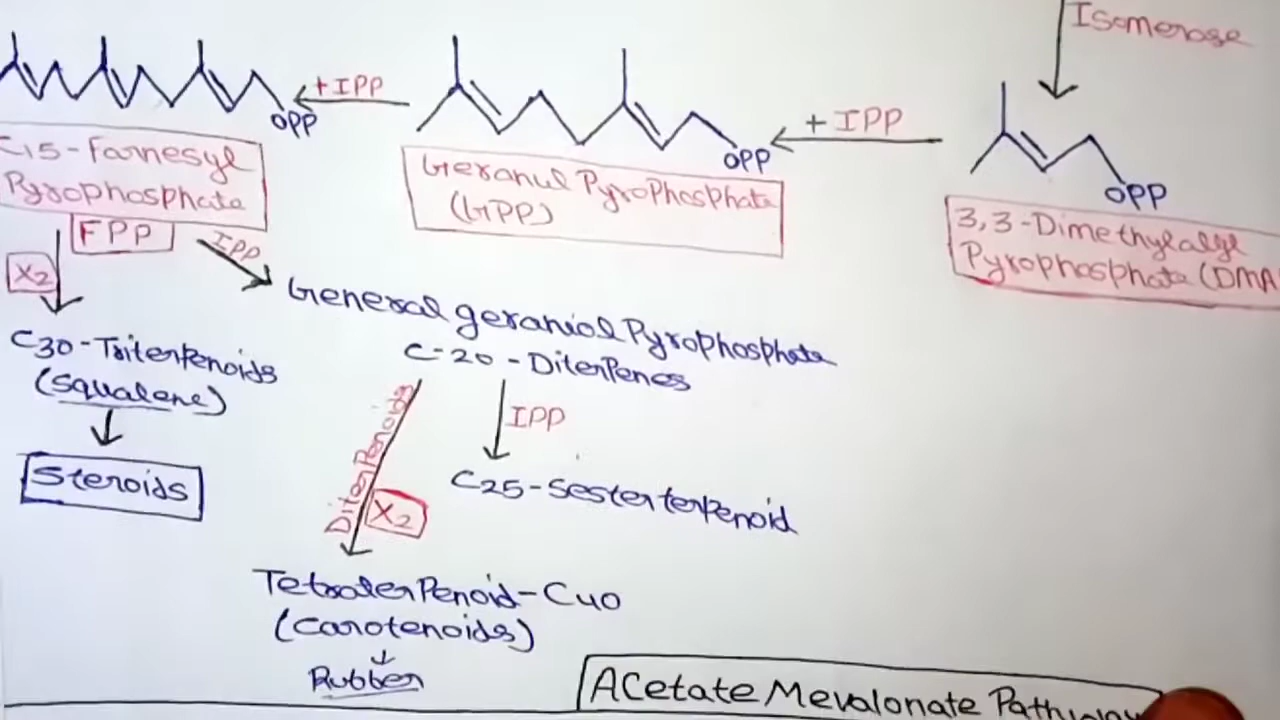 Isomerase
+IPP
+ IPP
OPP
OPP
OPP
C15-Farnesyl
Pyrophosphate
FPP
Geranul PyroPhosphate
(GPP)
3,3-Dimethylalyl
Pyrophosphate (DMA
X2
IPP
General geraniol Pyrophosphate
C-20 - DiterPenes
C30-TriterPenoids
(Squalene)
Steroids
DiterPenoids
X2
IPP
C25-SesterterPenoid
TetraterPenoid-C40
(Carotenoids)
Rubber
ACetate Mevalonate Pathway